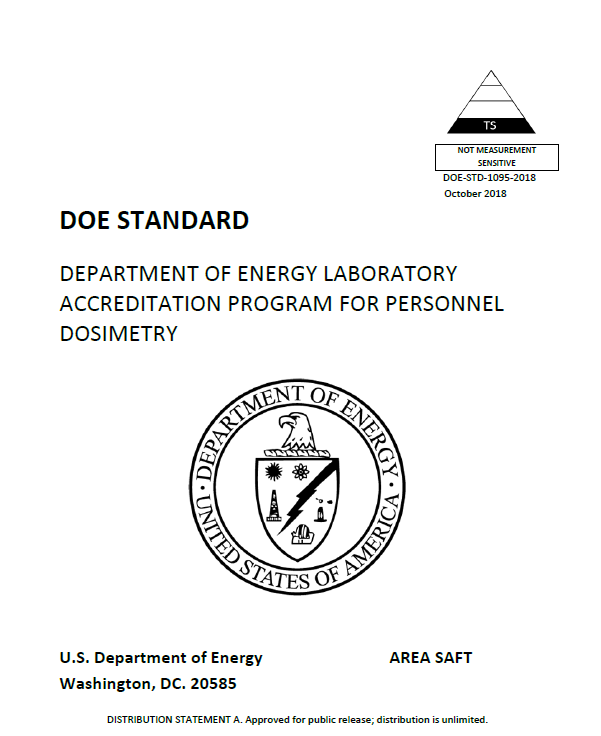 TS
NOT MEASUREMENT
SENSITIVE
DOE-STD-1095-2018
October 2018
DOE STANDARD
DEPARTMENT OF ENERGY LABORATORY
ACCREDITATION PROGRAM FOR PERSONNEL
DOSIMETRY
DEPARTMENT OF ENERGY
UNITED STATES OF AMERICA
U.S. Department of Energy AREA SAFT
Washington, DC. 20585
DISTRIBUTION STATEMENT A. Approved for public release; distribution is unlimited.